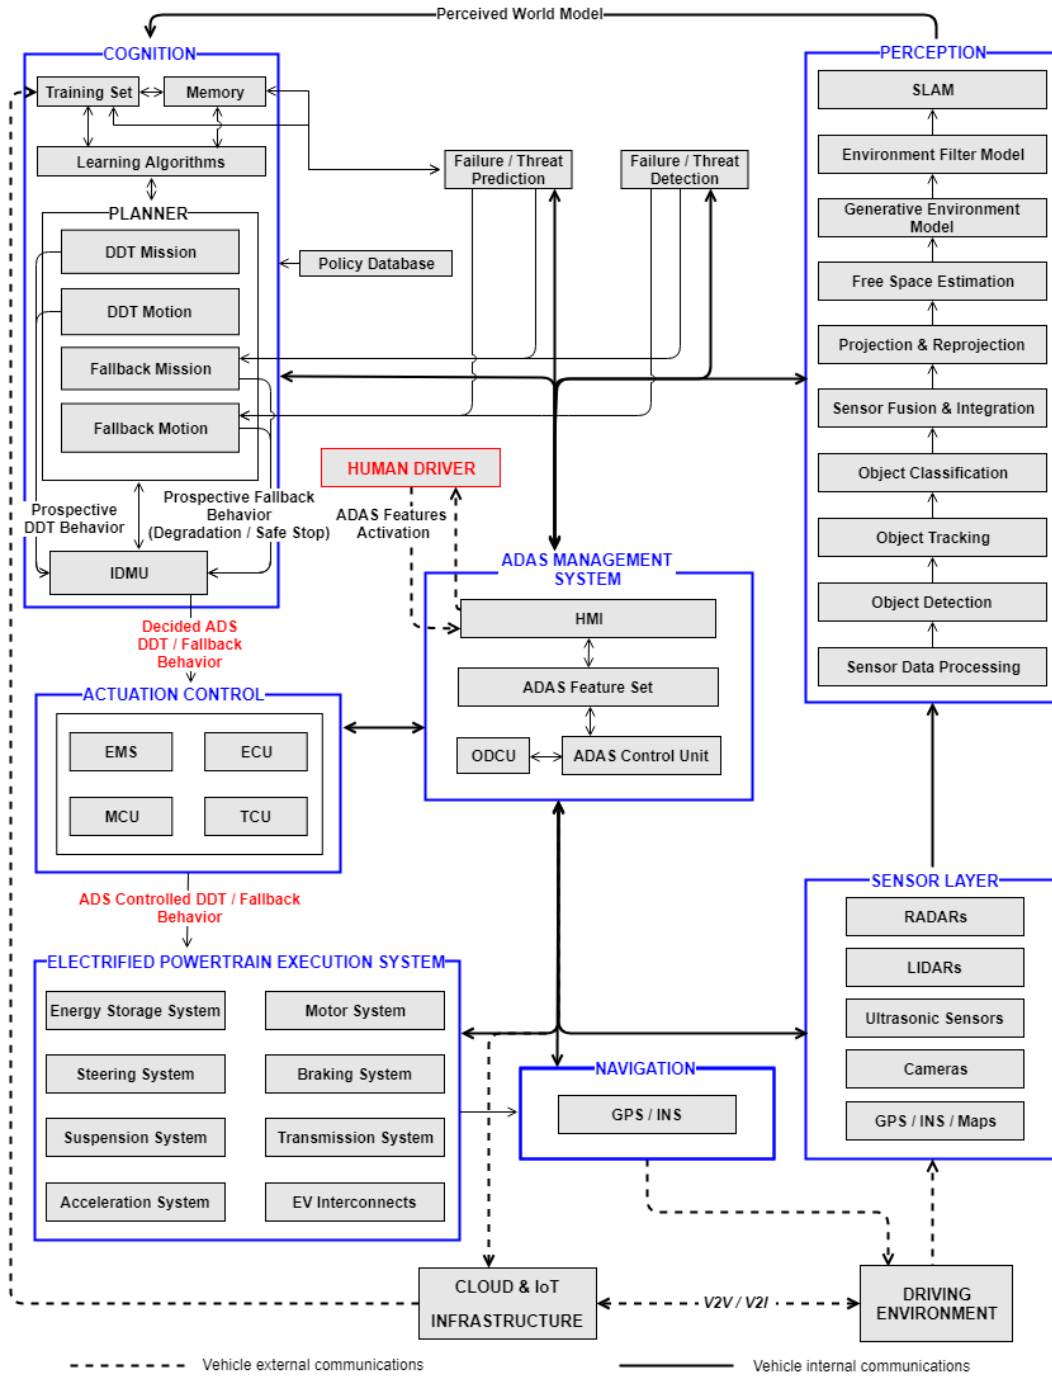 Perceived World Model
COGNITION
PERCEPTION
Training Set
Memory
SLAM
Learning Algorithms
Failure / Threat
Prediction
Failure / Threat
Detection
Environment Filter Model
PLANNER
Generative Environment
Model
DDT Mission
Policy Database
Free Space Estimation
DDT Motion
Projection & Reprojection
Fallback Mission
Sensor Fusion & Integration
Fallback Motion
HUMAN DRIVER
Object Classification
Prospective
DDT Behavior
Prospective Fallback
Behavior
(Degradation / Safe Stop)
ADAS Features
Activation
Object Tracking
IDMU
ADAS MANAGEMENT
SYSTEM
Object Detection
HMI
Decided ADS
DDT / Fallback
Behavior
Sensor Data Processing
ADAS Feature Set
ACTUATION CONTROL
EMS
ECU
ODCU
ADAS Control Unit
MCU
TCU
ADS Controlled DDT / Fallback
Behavior
SENSOR LAYER
RADARs
ELECTRIFIED POWERTRAIN EXECUTION SYSTEM
LIDARs
Energy Storage System
Motor System
Ultrasonic Sensors
Steering System
Braking System
NAVIGATION
Cameras
GPS / INS
GPS / INS / Maps
Suspension System
Transmission System
Acceleration System
EV Interconnects
CLOUD & IoT
INFRASTRUCTURE
V2V / V2I
DRIVING
ENVIRONMENT
Vehicle external communications
Vehicle internal communications